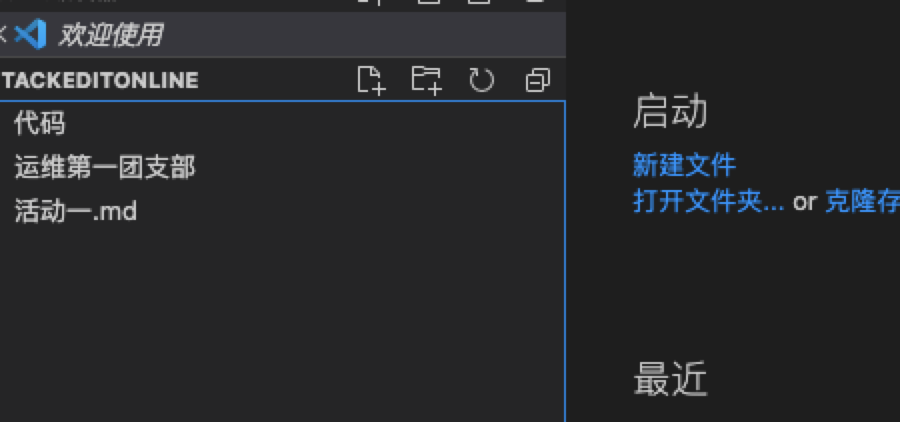 欢迎使用
TACKEDITONLINE
代码
运维第一团支部
活动一.md
启动
新建文件
打开文件夹... or 克隆存
最近